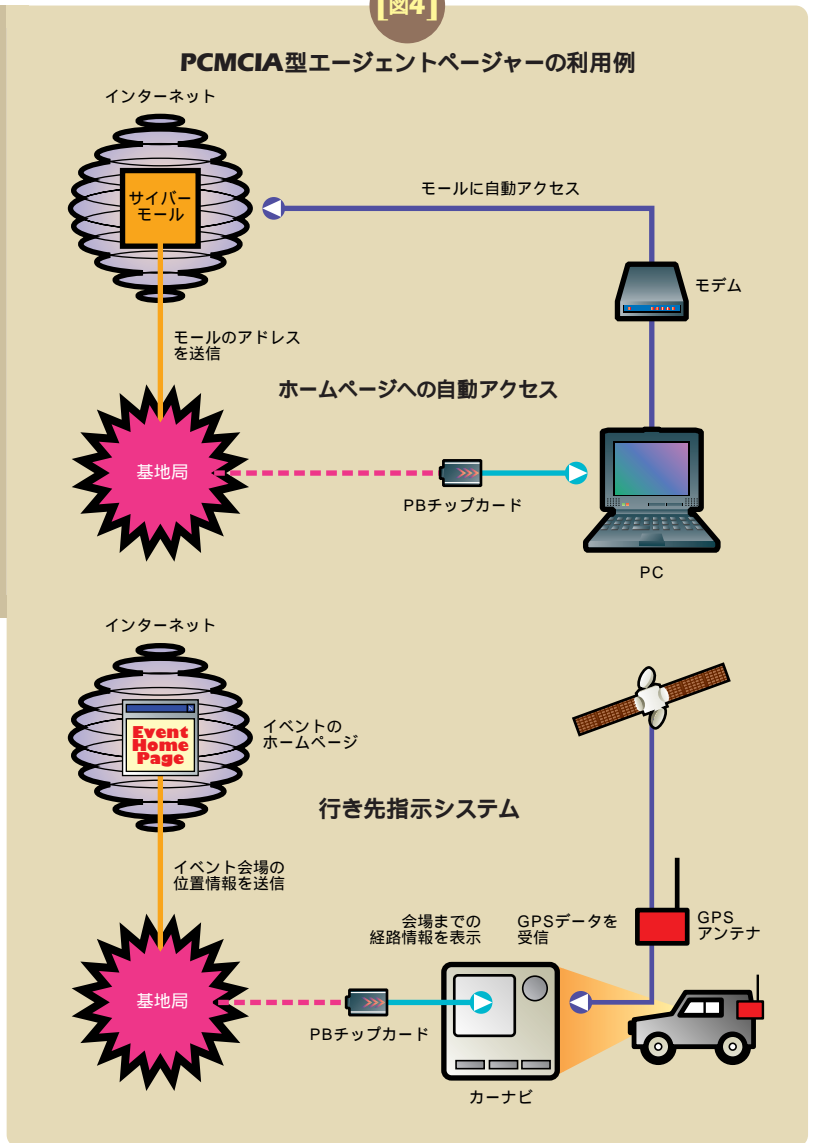 [図4]
PCMCIA型エージェントページャーの利用例
インターネット
サイバー
モール
モールに自動アクセス
モデム
モールのアドレス
を送信
ホームページへの自動アクセス
基地局
PBチップカード
PC
インターネット
N
Event
Home
Page
イベントの
ホームページ
行き先指示システム
イベント会場の
位置情報を送信
会場までの
経路情報を表示
GPSデータを
受信
GPS
アンテナ
基地局
PBチップカード
カーナビ